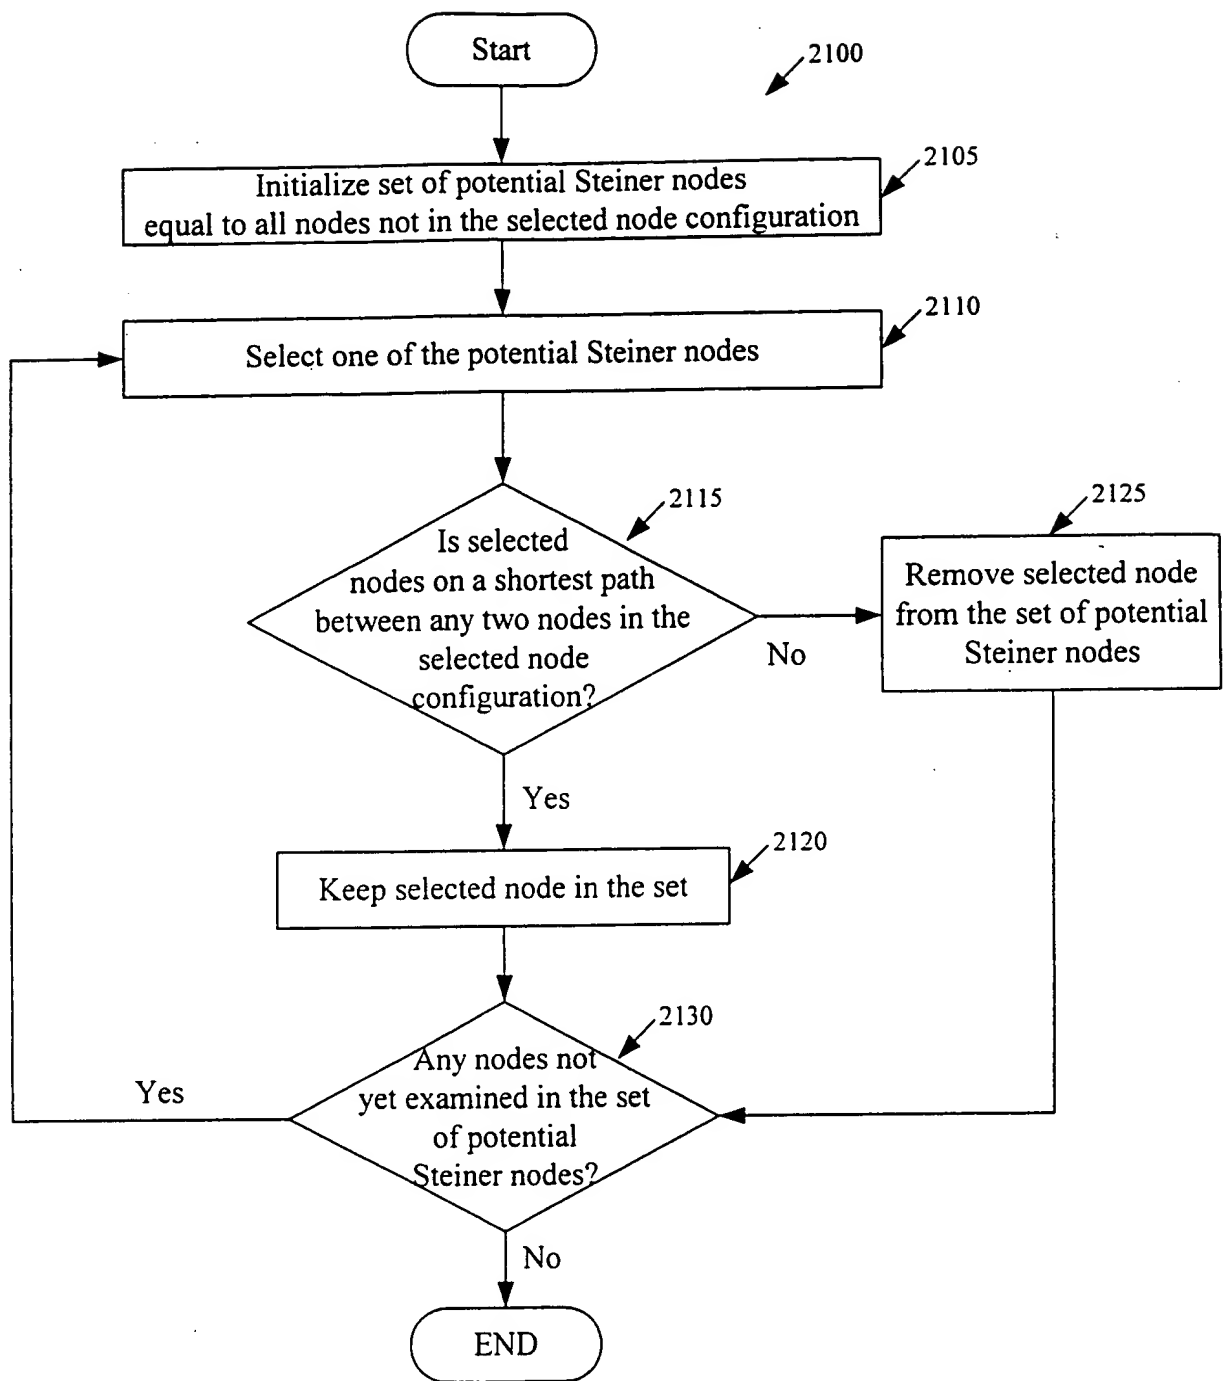 Start
2100
2105
Initialize set of potential Steiner nodes
equal to all nodes not in the selected node configuration
2110
Select one of the potential Steiner nodes
2115
Is selected
nodes on a shortest path
between any two nodes in the
selected node
configuration?
No
2125
Remove selected node
from the set of potential
Steiner nodes
Yes
2120
Keep selected node in the set
2130
Any nodes not
yet examined in the set
of potential
Steiner nodes?
Yes
No
END